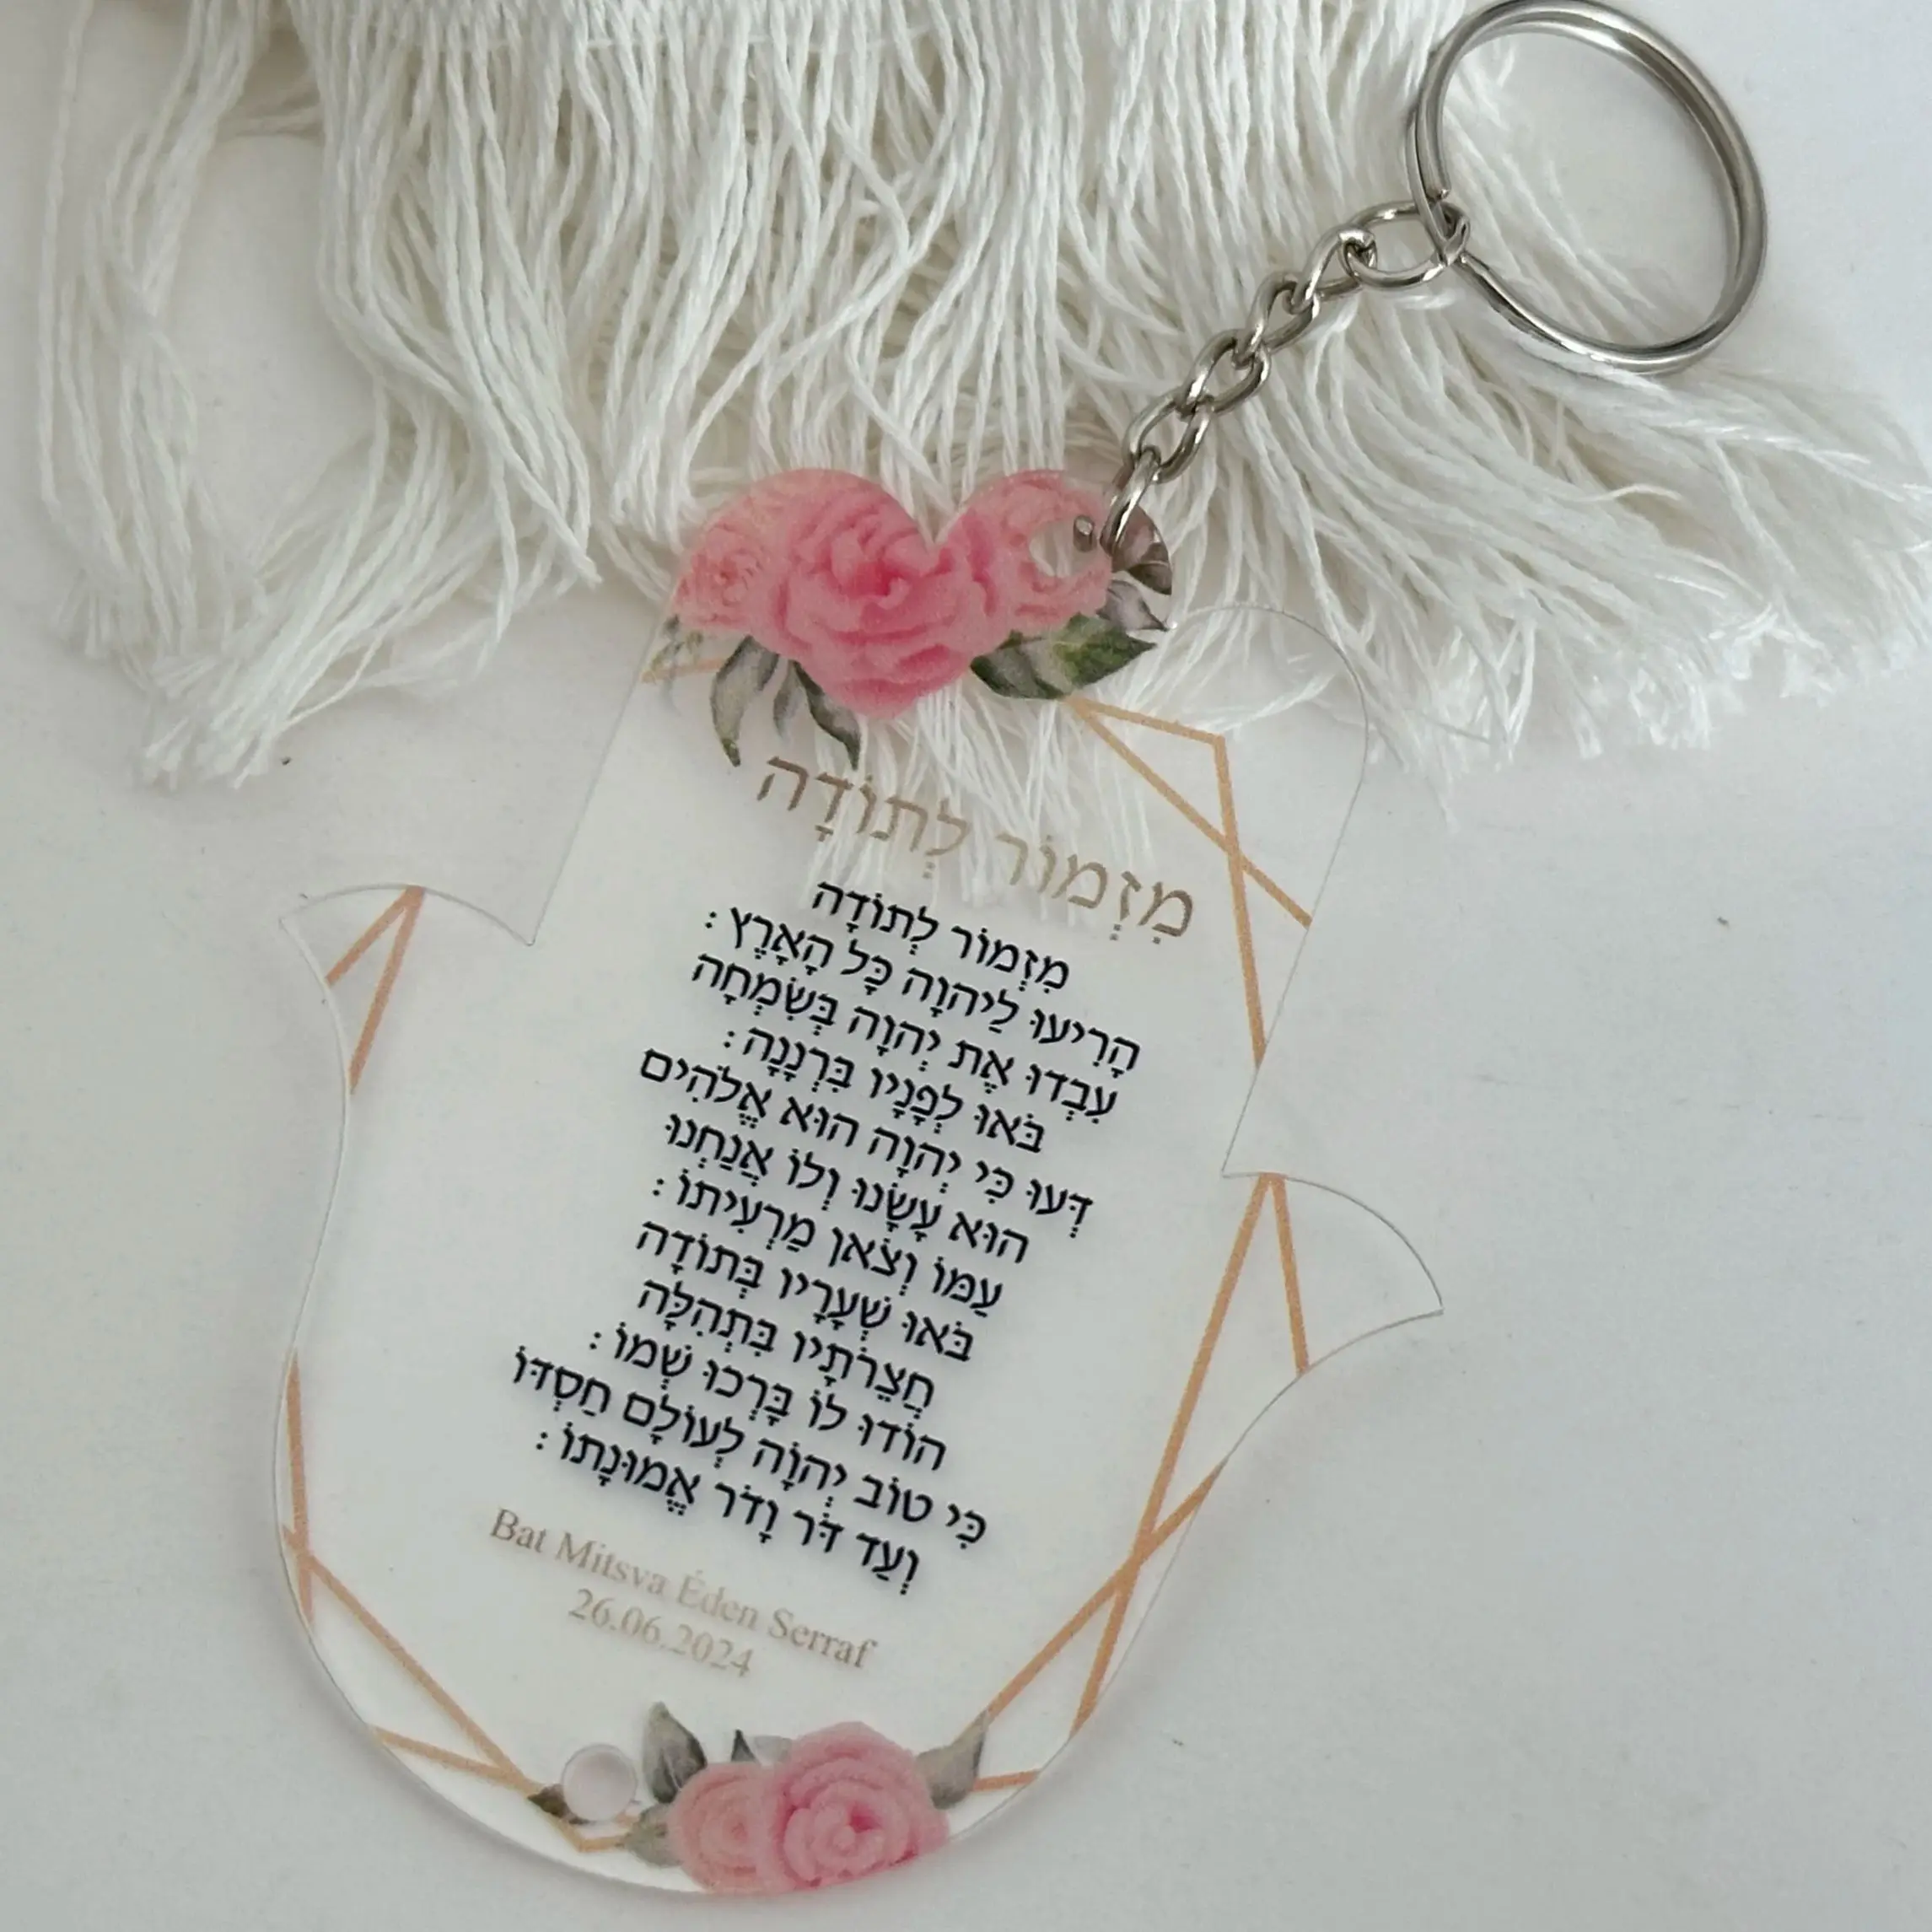 מִזְמוֹר לְתוֹדָה
מִזְמוֹר לְתוֹדָה
הָרִיעוּ לַיהוָה כָּל הָאָרֶץ :
עִבְדוּ אֶת יְהוָה בְּשִׂמְחָה
בֹּאוּ לְפָנָיו בִּרְנָנָה :
דְּעוּ כִּי יְהוָה הוּא אֱלֹהִים
הוּא עָשָׂנוּ וְלוֹ אֲנַחְנוּ
עַמּוֹ וְצֹאן מַרְעִיתוֹ :
בֹּאוּ שְׁעָרָיו בְּתוֹדָה
חֲצֵרֹתָיו בִּתְהִלָּה
הוֹדוּ לוֹ בָּרְכוּ שְׁמוֹ :
כִּי טוֹב יְהוָה לְעוֹלָם חַסְדּוֹ
וְעַד דֹּר וָדֹר אֱמוּנָתוֹ :
Bat Mitsva Éden Serraf
26.06.2024